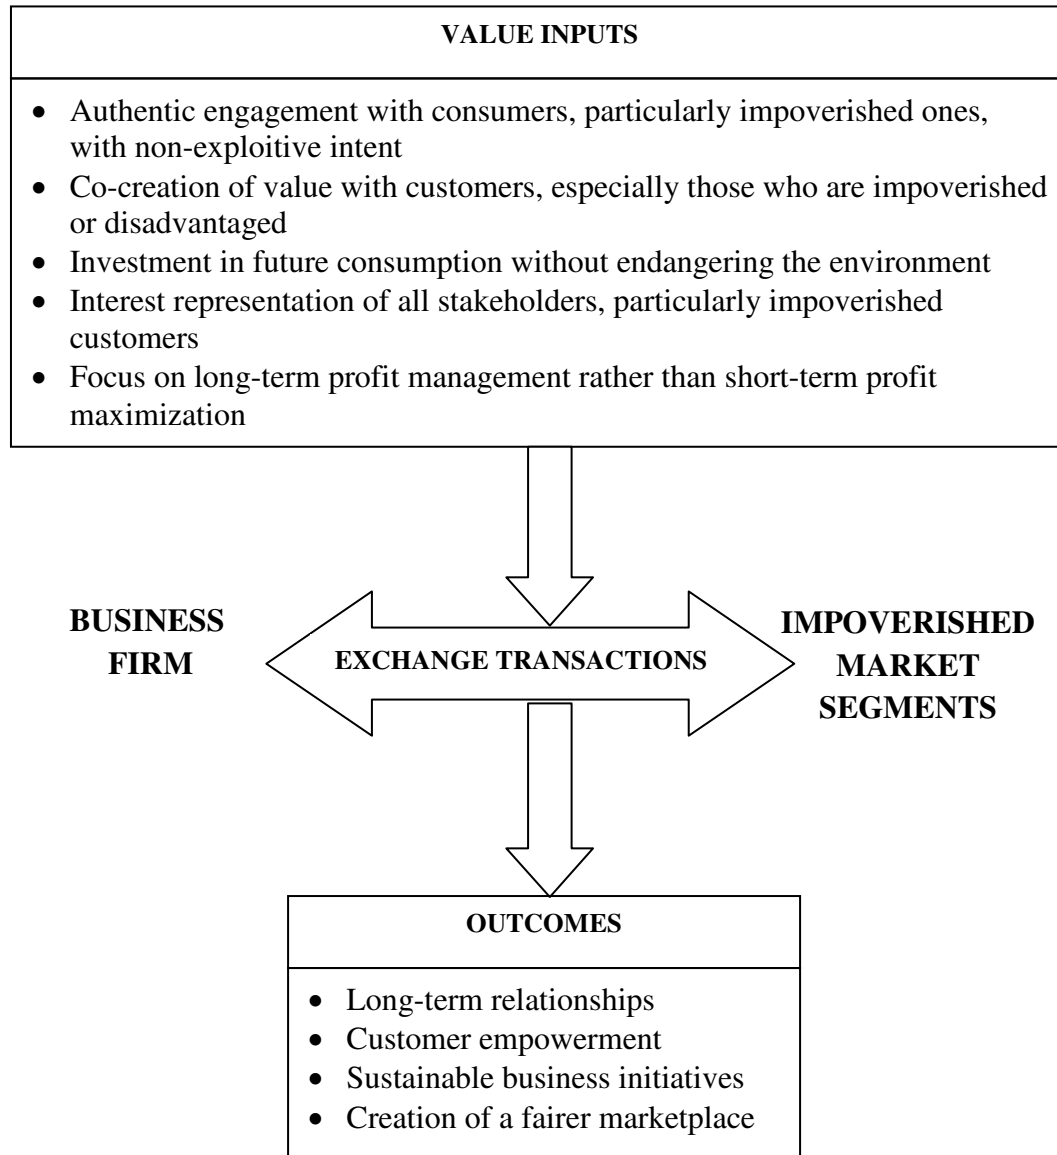 VALUE INPUTS
• Authentic engagement with consumers, particularly impoverished ones,
with non-exploitive intent
• Co-creation of value with customers, especially those who are impoverished
or disadvantaged
• Investment in future consumption without endangering the environment
• Interest representation of all stakeholders, particularly impoverished
customers
• Focus on long-term profit management rather than short-term profit
maximization
BUSINESS
FIRM
EXCHANGE TRANSACTIONS
IMPOVERISHED
MARKET
SEGMENTS
OUTCOMES
• Long-term relationships
• Customer empowerment
• Sustainable business initiatives
• Creation of a fairer marketplace